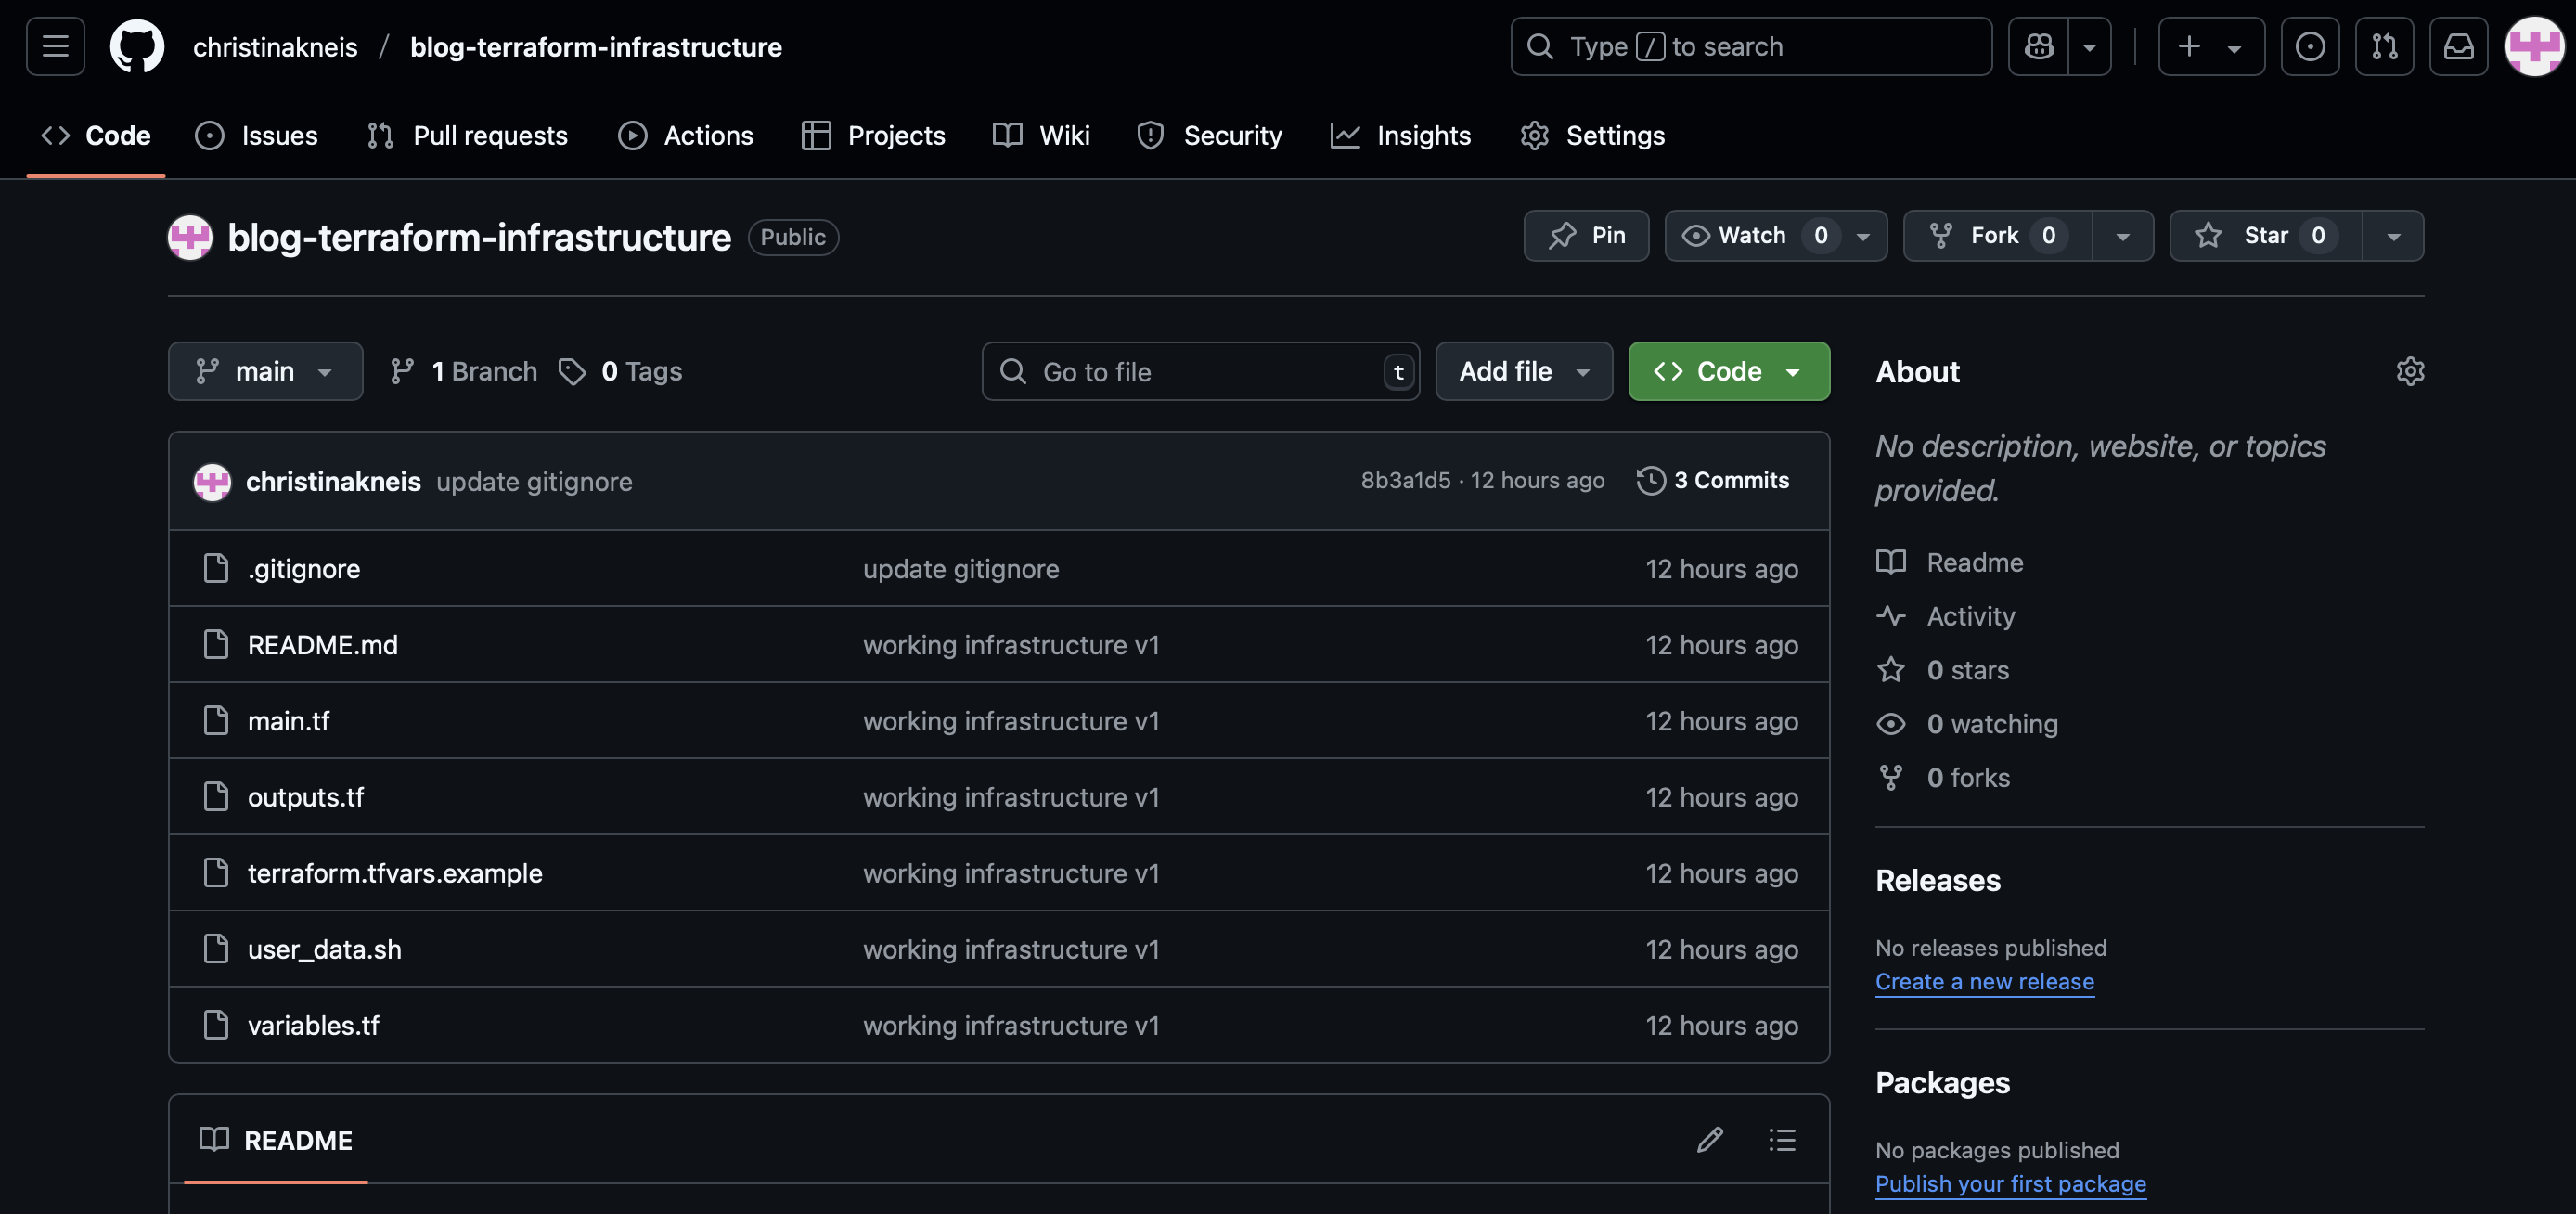 christinakneis / blog-terraform-infrastructure
Type / to search
Code Issues Pull requests Actions Projects Wiki Security Insights Settings
blog-terraform-infrastructure Public
Pin Watch 0 Fork 0 Star 0
main 1 Branch 0 Tags
Go to file t Add file Code
christinakneis update gitignore 8b3a1d5 · 12 hours ago 3 Commits
.gitignore update gitignore 12 hours ago
README.md working infrastructure v1 12 hours ago
main.tf working infrastructure v1 12 hours ago
outputs.tf working infrastructure v1 12 hours ago
terraform.tfvars.example working infrastructure v1 12 hours ago
user_data.sh working infrastructure v1 12 hours ago
variables.tf working infrastructure v1 12 hours ago
README
About
No description, website, or topics
provided.
Readme
Activity
0 stars
0 watching
0 forks
Releases
No releases published
Create a new release
Packages
No packages published
Publish your first package